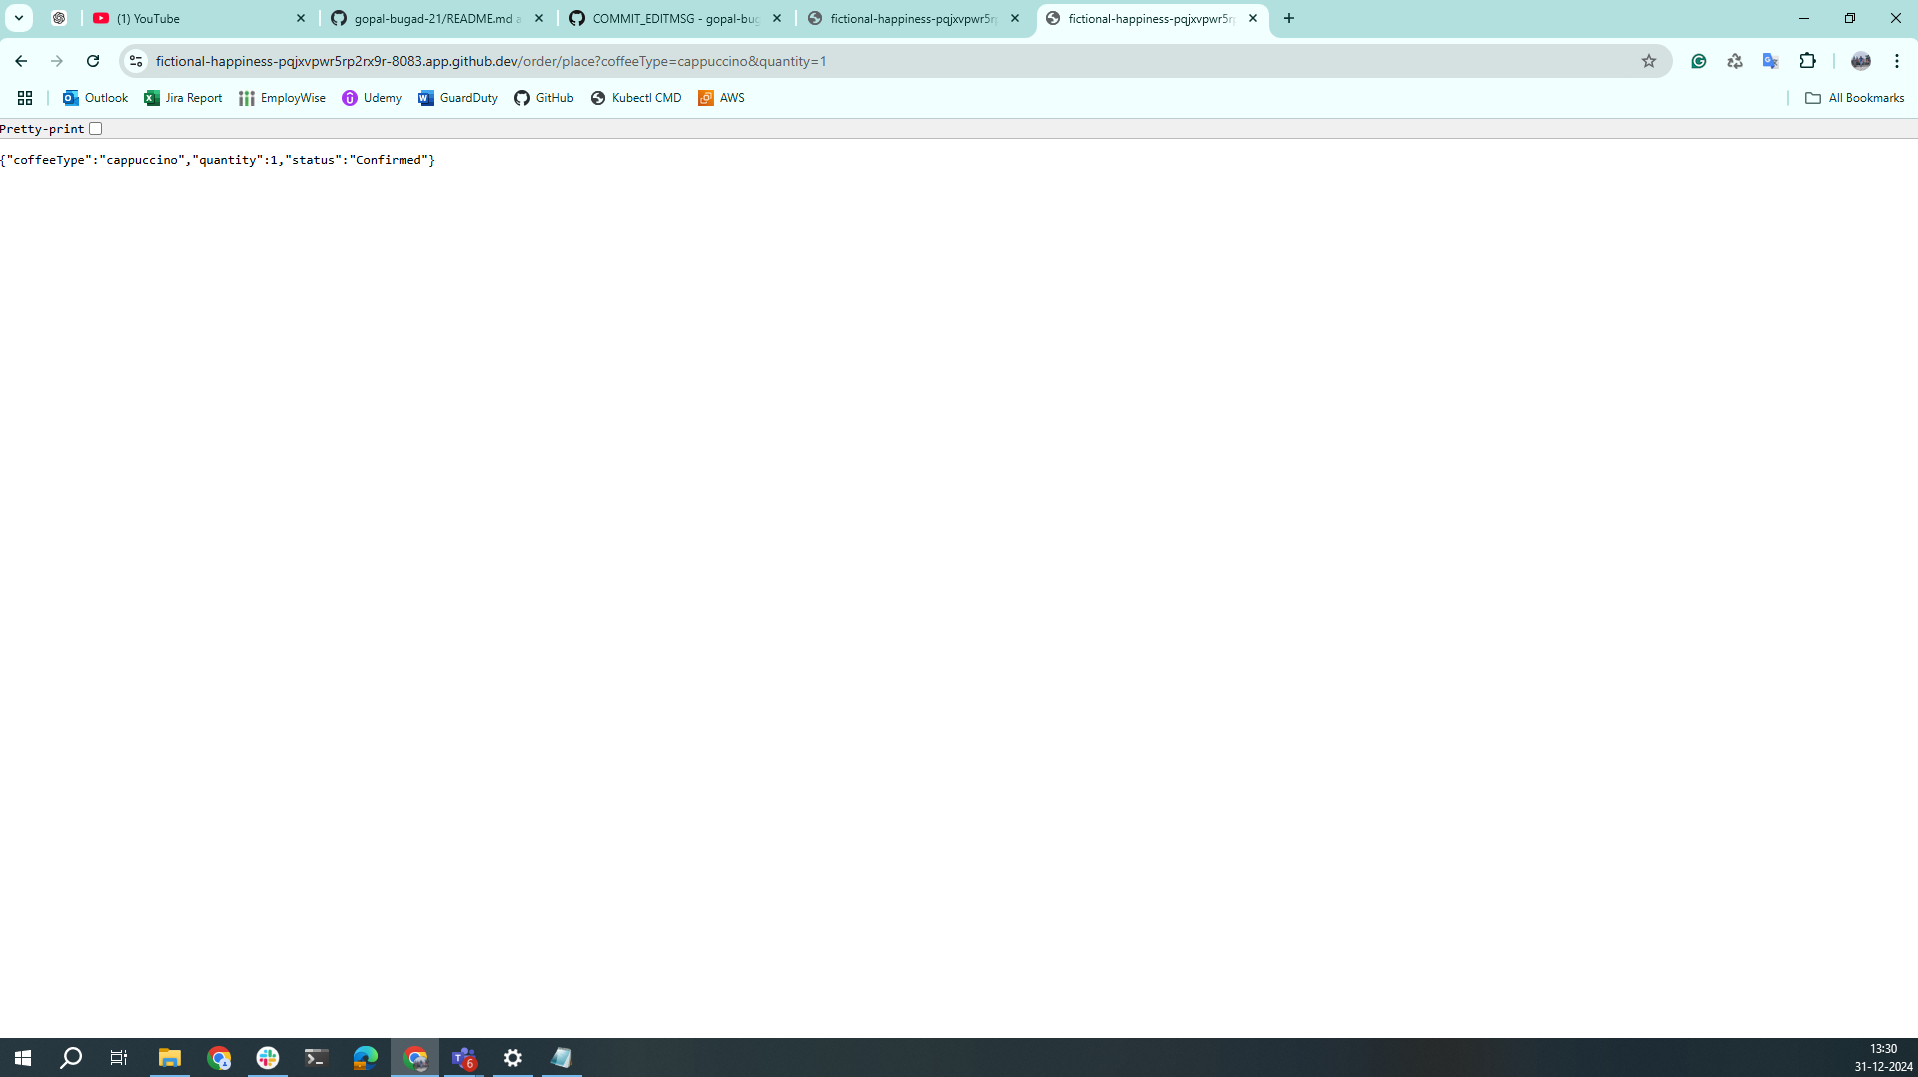 (1) YouTube
gopal-bugad-21/README.md a
COMMIT_EDITMSG - gopal-bug
fictional-happiness-pqjxvpwr5r
fictional-happiness-pqjxvpwr5r
fictional-happiness-pqjxvpwr5rp2rx9r-8083.app.github.dev/order/place?coffeeType=cappuccino&quantity=1
Outlook Jira Report EmployWise Udemy GuardDuty GitHub Kubectl CMD AWS All Bookmarks
Pretty-print
{"coffeeType":"cappuccino","quantity":1,"status":"Confirmed"}
6
13:30
31-12-2024